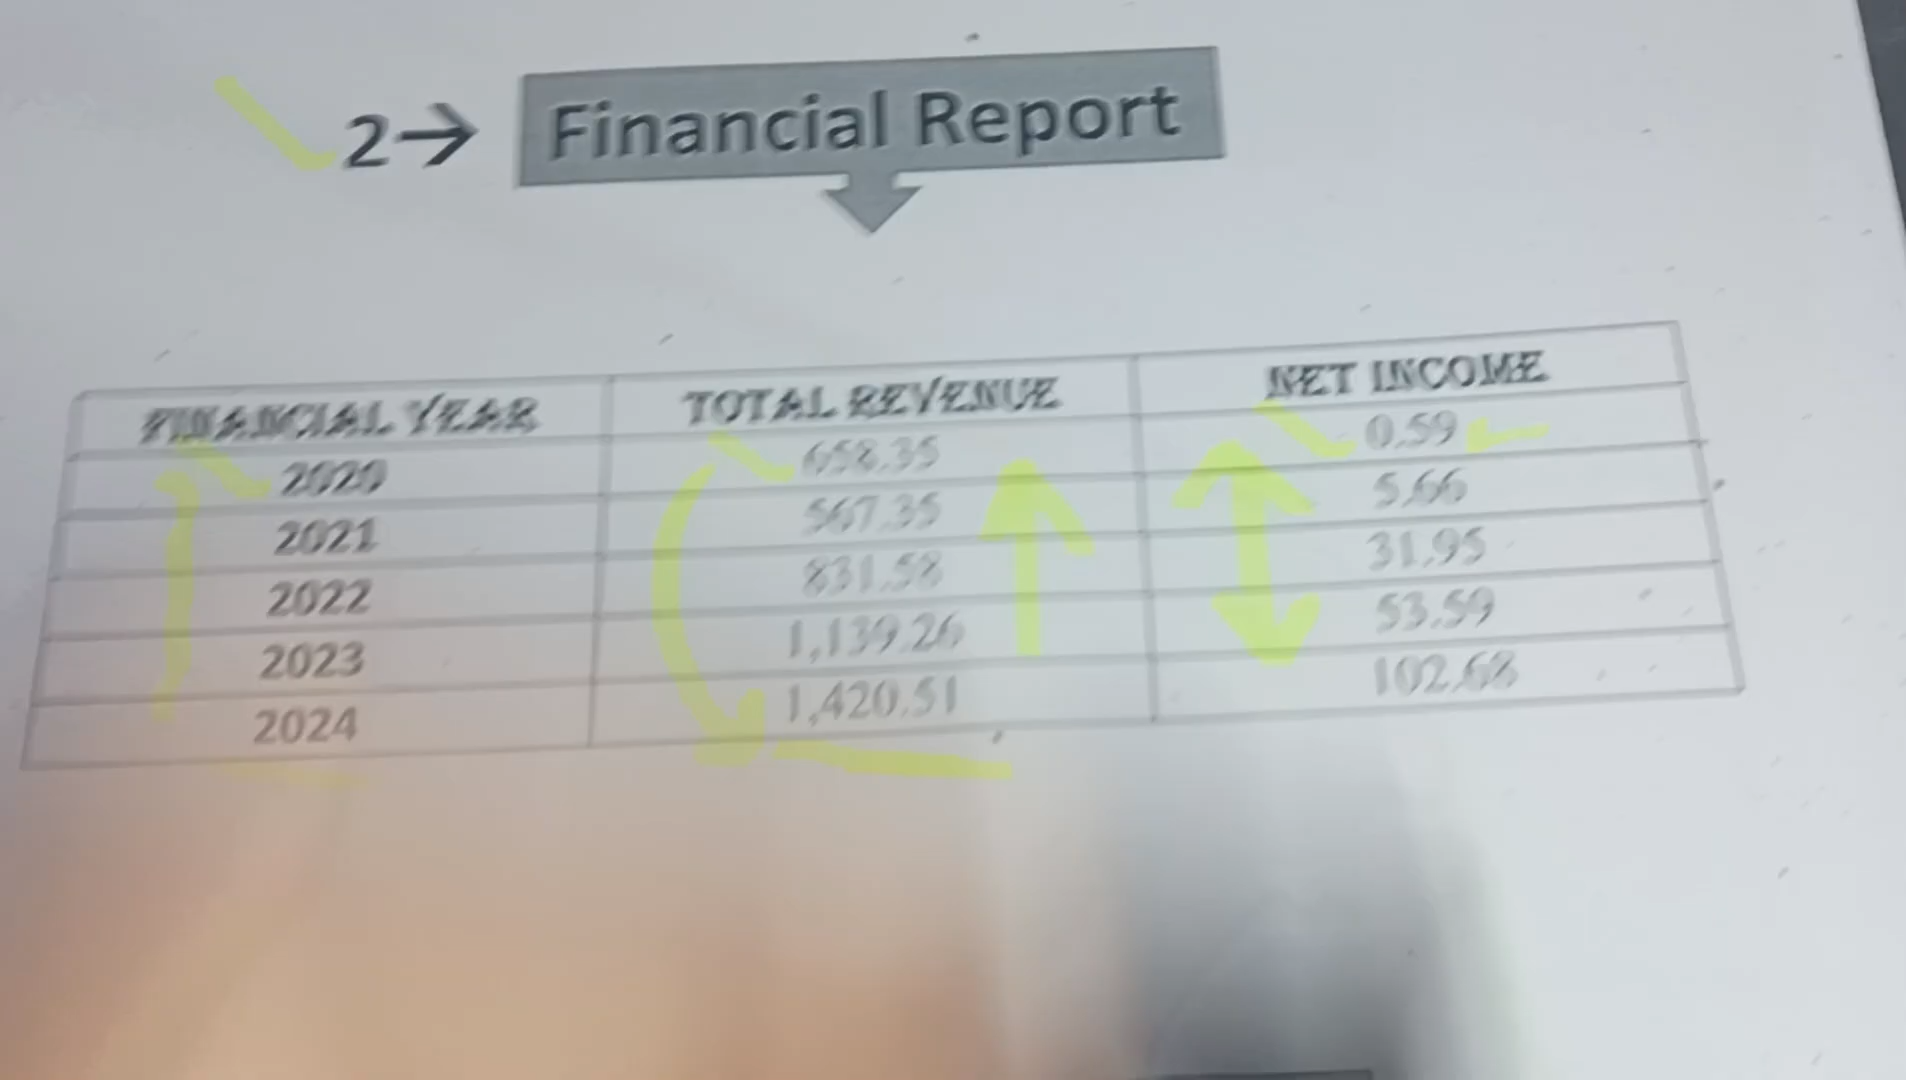 2→ Financial Report
FINANCIAL YEAR TOTAL REVENUE NET INCOME
2020 658.35 0.59
2021 567.35 5.66
2022 831.58 31.95
2023 1,139.26 53.59
2024 1,420.51 102.68